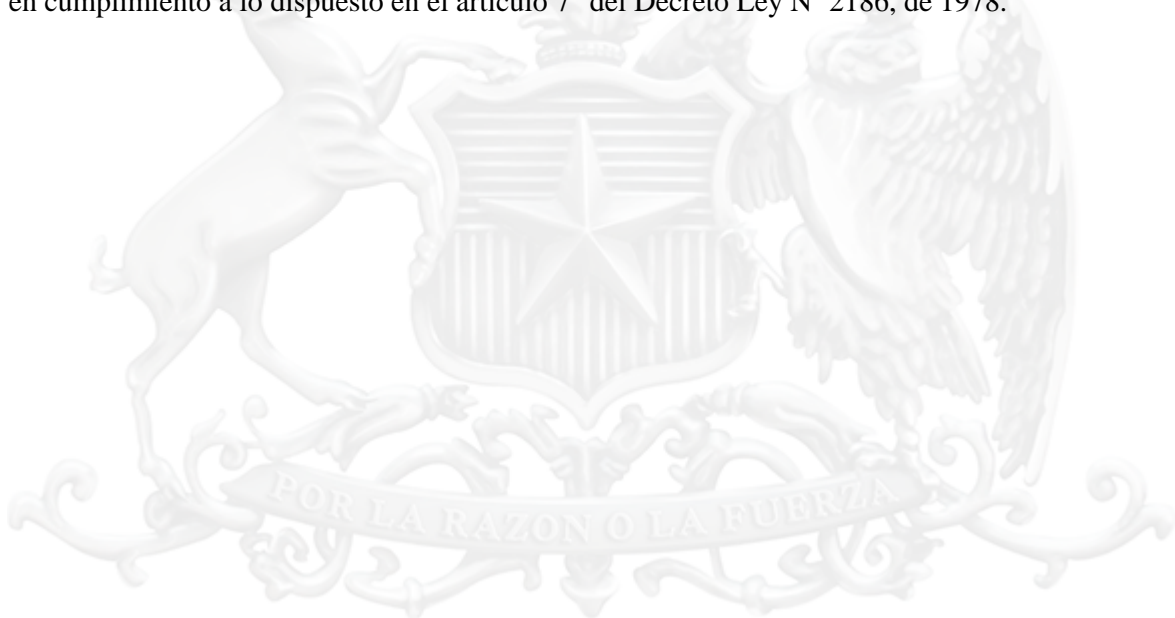 en cumplimiento a lo dispuesto en el artículo 7° del Decreto Ley N° 2186, de 1978.
POR LA RAZON O LA FUERZA